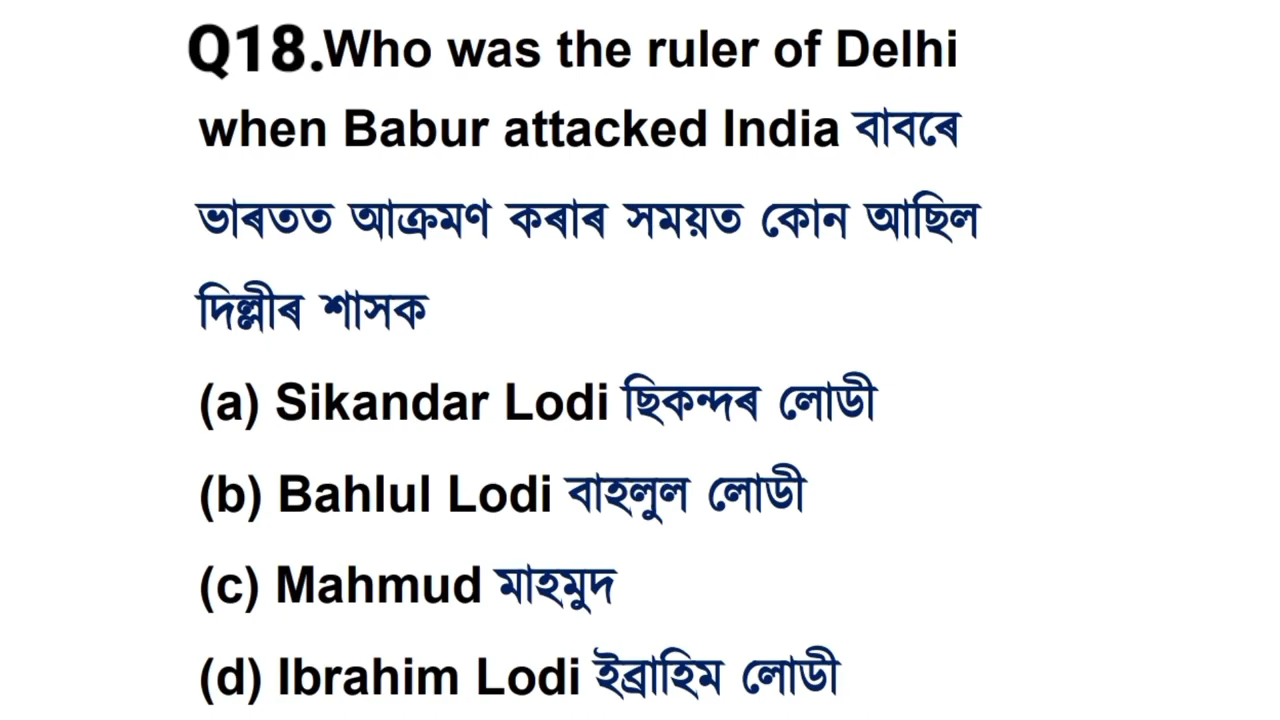 Q18.Who was the ruler of Delhi
when Babur attacked India বাবৰে
ভাৰতত আক্ৰমণ কৰাৰ সময়ত কোন আছিল
দিল্লীৰ শাসক
(a) Sikandar Lodi ছিকন্দৰ লোডী
(b) Bahlul Lodi বাহলুল লোডী
(c) Mahmud মাহমুদ
(d) Ibrahim Lodi ইব্ৰাহিম লোডী